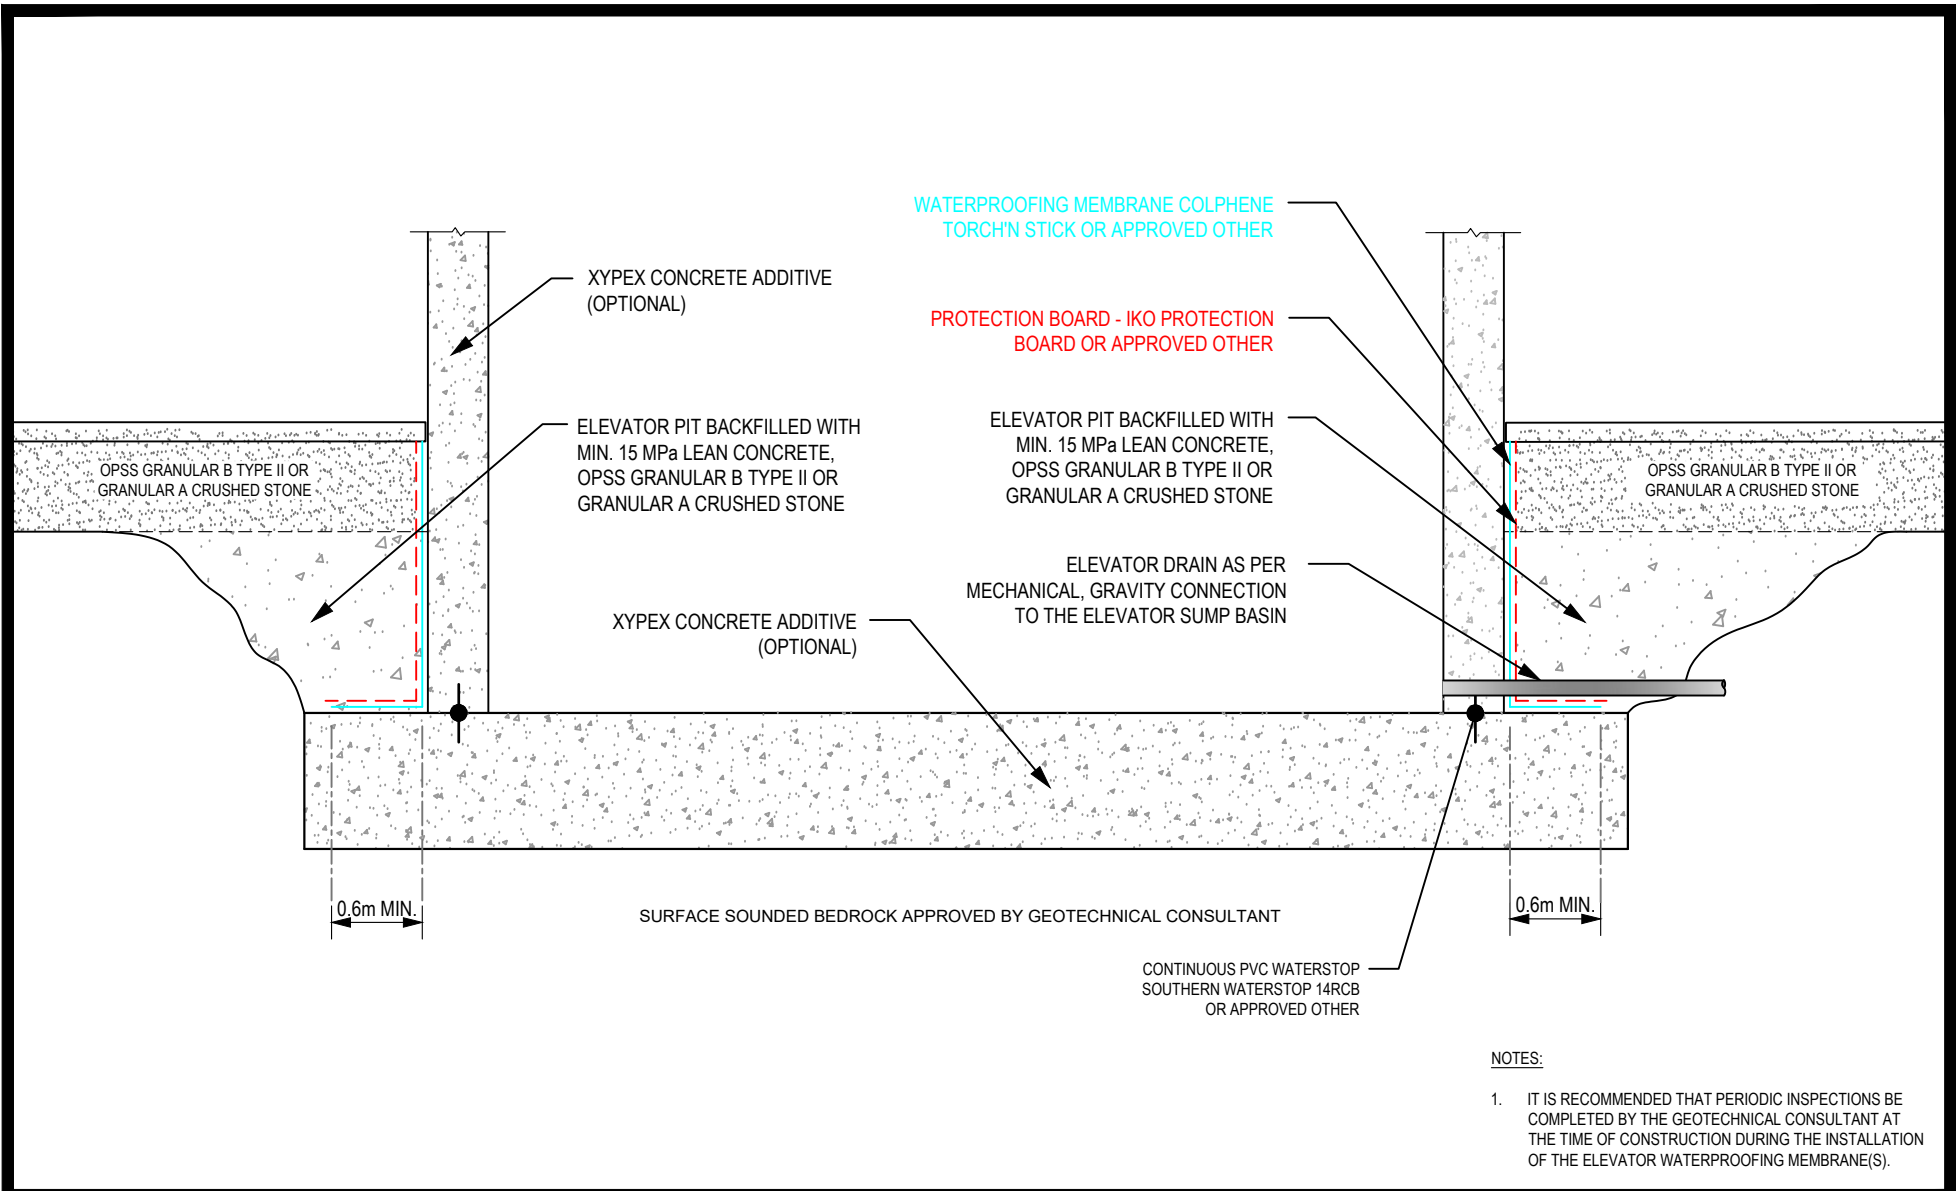 WATERPROOFING MEMBRANE COLPHENE
TORCH'N STICK OR APPROVED OTHER
XYPEX CONCRETE ADDITIVE
(OPTIONAL)
PROTECTION BOARD - IKO PROTECTION
BOARD OR APPROVED OTHER
ELEVATOR PIT BACKFILLED WITH
MIN. 15 MPa LEAN CONCRETE,
OPSS GRANULAR B TYPE II OR
GRANULAR A CRUSHED STONE
ELEVATOR PIT BACKFILLED WITH
MIN. 15 MPa LEAN CONCRETE,
OPSS GRANULAR B TYPE II OR
GRANULAR A CRUSHED STONE
OPSS GRANULAR B TYPE II OR
GRANULAR A CRUSHED STONE
OPSS GRANULAR B TYPE II OR
GRANULAR A CRUSHED STONE
ELEVATOR DRAIN AS PER
MECHANICAL, GRAVITY CONNECTION
TO THE ELEVATOR SUMP BASIN
XYPEX CONCRETE ADDITIVE
(OPTIONAL)
0.6m MIN.
SURFACE SOUNDED BEDROCK APPROVED BY GEOTECHNICAL CONSULTANT
0.6m MIN.
CONTINUOUS PVC WATERSTOP
SOUTHERN WATERSTOP 14RCB
OR APPROVED OTHER
NOTES:
1. IT IS RECOMMENDED THAT PERIODIC INSPECTIONS BE
COMPLETED BY THE GEOTECHNICAL CONSULTANT AT
THE TIME OF CONSTRUCTION DURING THE INSTALLATION
OF THE ELEVATOR WATERPROOFING MEMBRANE(S).